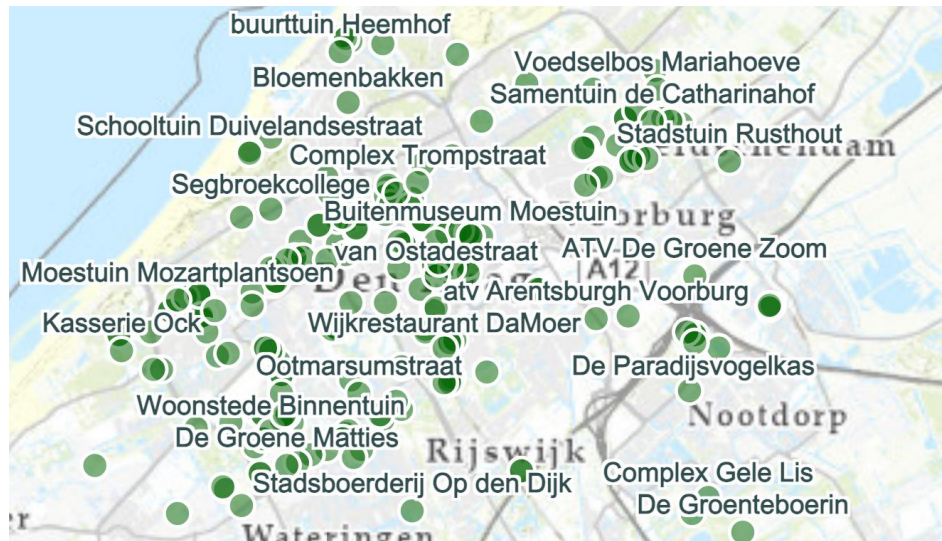 buurttuin Heemhof
Voedselbos Mariahoeve
Bloemenbakken
Samentuin de Catharinahof
Schooltuin Duivelandsestraat
Stadstuin Rusthout
Complex Trompstraat
Segbroekcollege
Buitenmuseum Moestuin
van Ostadestraat
ATV De Groene Zoom
Moestuin Mozartplantsoen
A12
atv Arentsburgh Voorburg
Kasserie Ock
Wijkrestaurant DaMoer
Ootmarsumstraat
De Paradijsvogelkas
Woonstede Binnentuin
Nootdorp
De Groene Matties
Rijswijk
Complex Gele Lis
Stadsboerderij Op den Dijk
De Groenteboerin
Wateringen